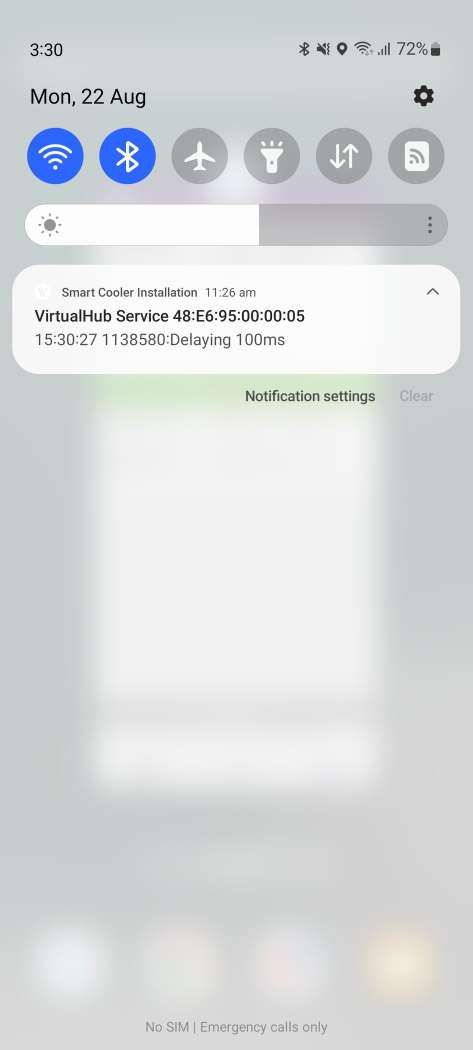 3:30
72%
Mon, 22 Aug
Smart Cooler Installation 11:26 am
VirtualHub Service 48:E6:95:00:00:05
15:30:27 1138580:Delaying 100ms
Notification settings Clear
No SIM | Emergency calls only